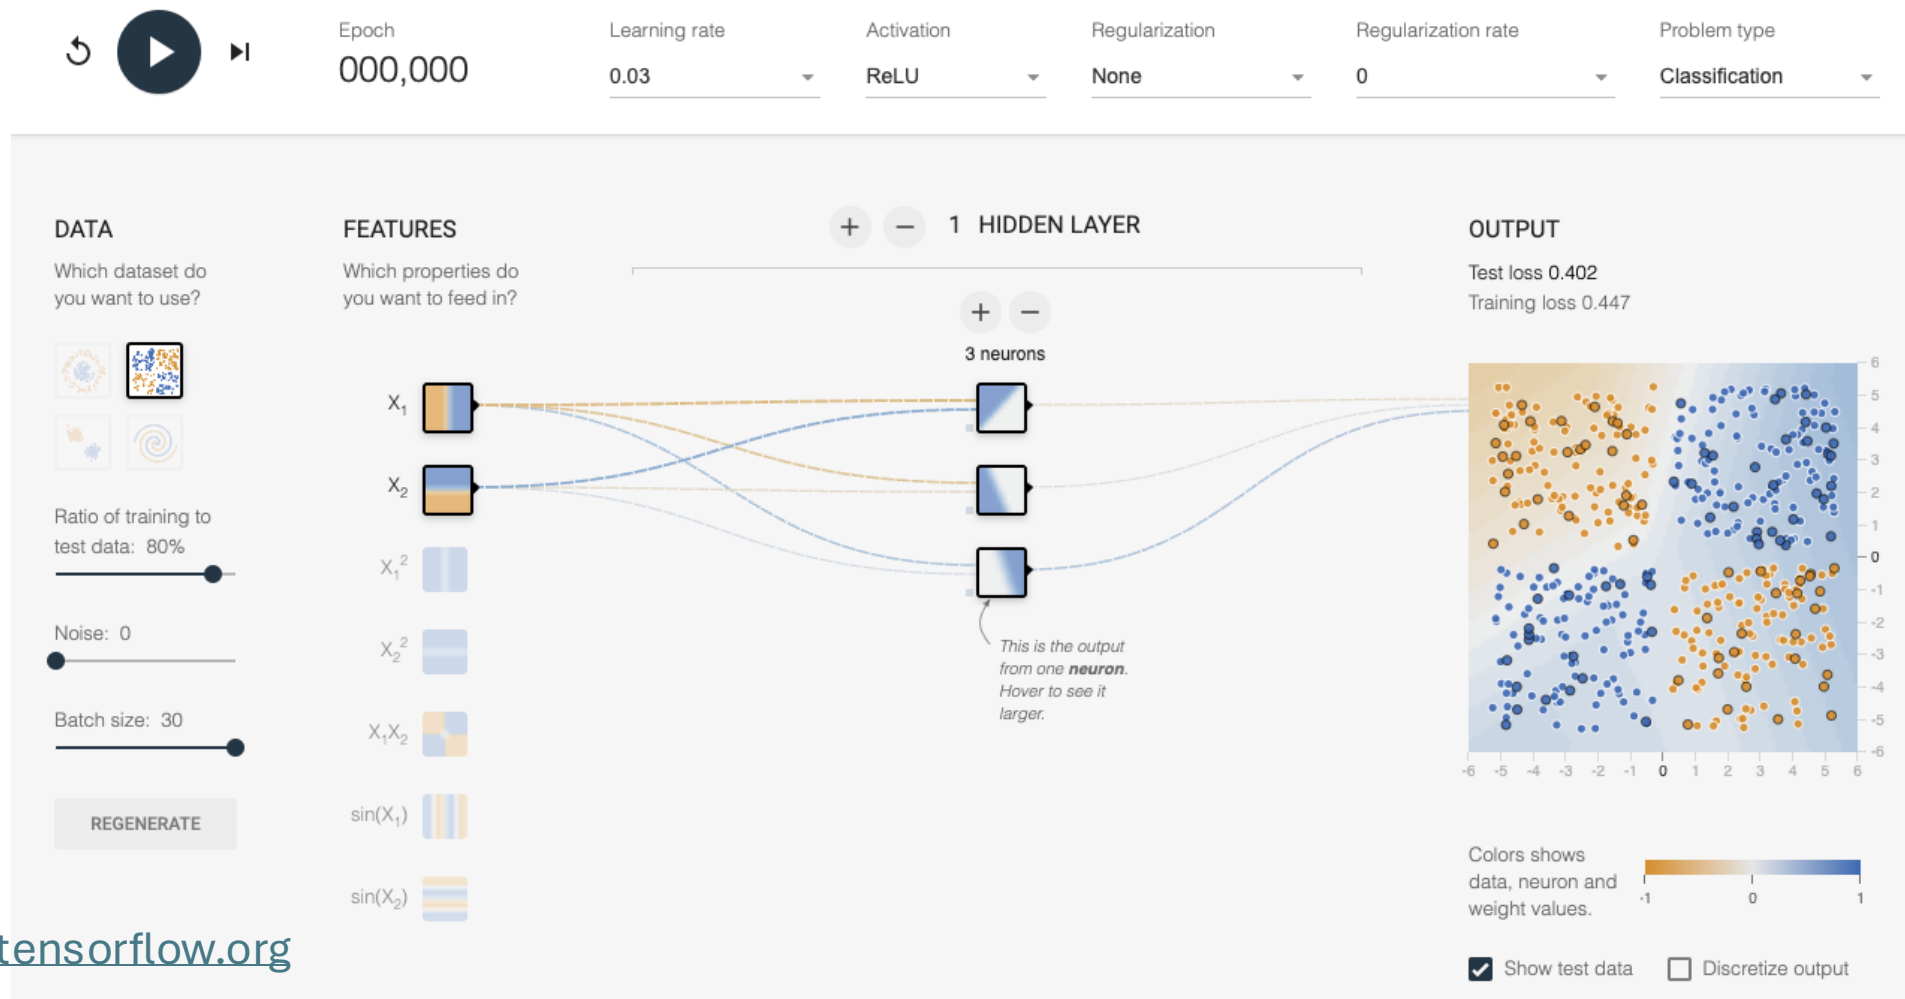 Epoch
000,000
Learning rate
0.03
Activation
ReLU
Regularization
None
Regularization rate
0
Problem type
Classification
DATA
Which dataset do
you want to use?
Ratio of training to
test data: 80%
Noise: 0
Batch size: 30
REGENERATE
FEATURES
Which properties do
you want to feed in?
X₁
X₂
X₁²
X₂²
X₁X₂
sin(X₁)
sin(X₂)
+ − 1 HIDDEN LAYER
+ −
3 neurons
This is the output
from one neuron.
Hover to see it
larger.
OUTPUT
Test loss 0.402
Training loss 0.447
6
5
4
3
2
1
0
-1
-2
-3
-4
-5
-6
-6 -5 -4 -3 -2 -1 0 1 2 3 4 5 6
Colors shows
data, neuron and
weight values.
-1 0 1
Show test data
Discretize output
tensorflow.org